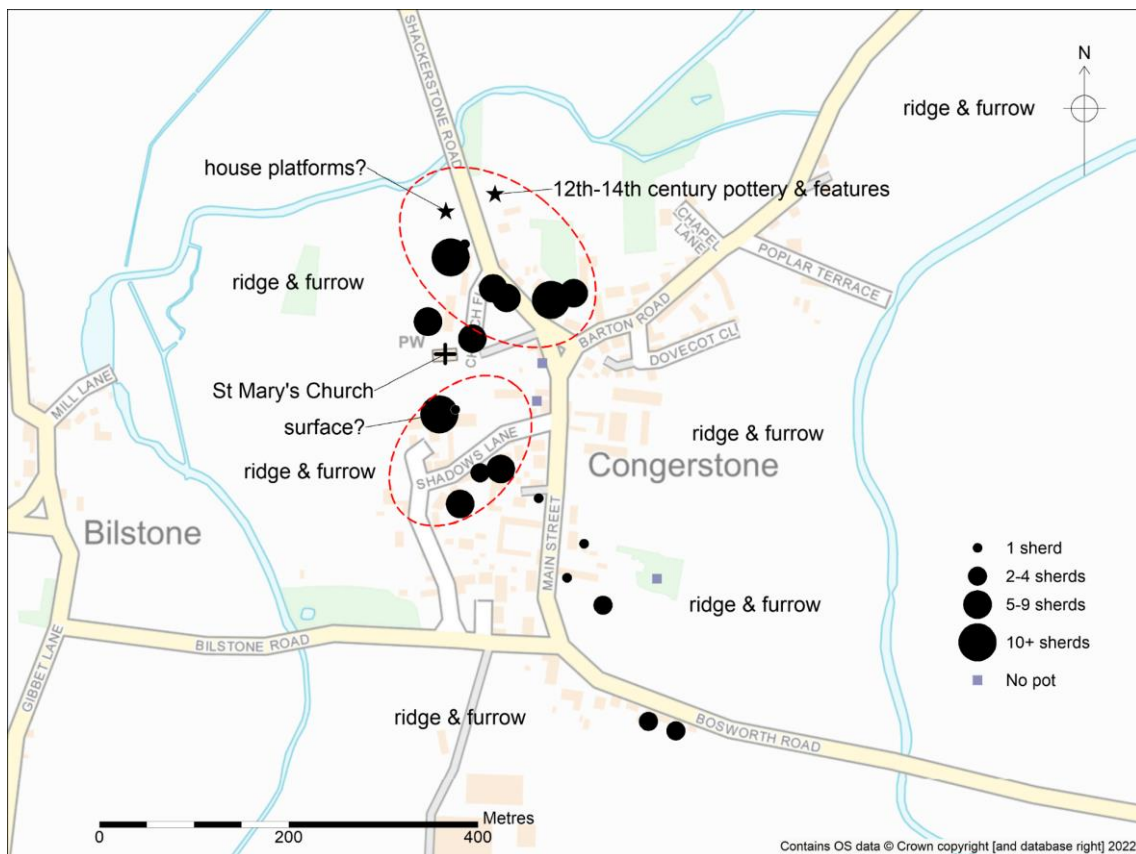 SHACKERSTONE ROAD
N
ridge & furrow
house platforms?
12th-14th century pottery & features
CHAPEL
LANE
POPLAR TERRACE
ridge & furrow
BARTON ROAD
PW
DOVECOT CL
St Mary's Church
MILL LANE
surface?
ridge & furrow
SHADOWS LANE
ridge & furrow
Congerstone
Bilstone
MAIN STREET
1 sherd
2-4 sherds
5-9 sherds
10+ sherds
No pot
ridge & furrow
BILSTONE ROAD
GIBBET LANE
ridge & furrow
BOSWORTH ROAD
Metres
0 200 400
Contains OS data © Crown copyright [and database right] 2022